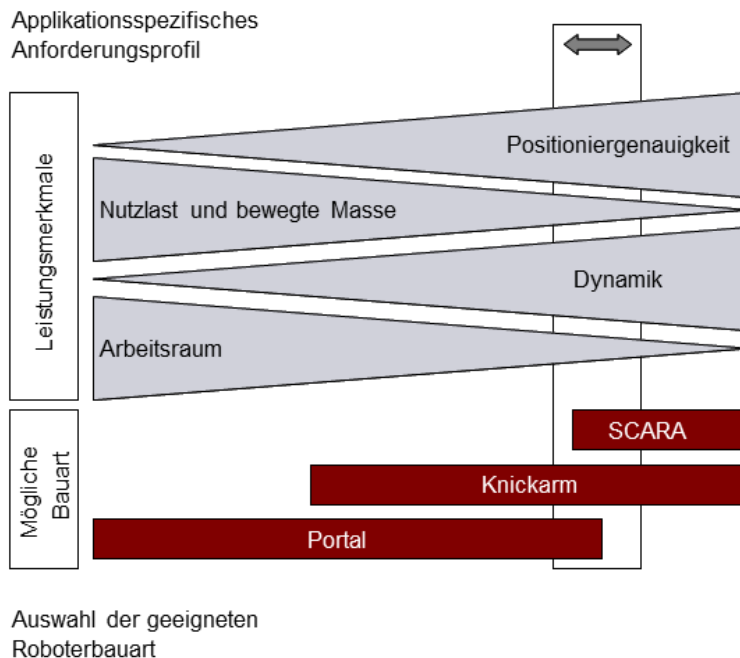 Applikationsspezifisches
Anforderungsprofil
Leistungsmerkmale
Positioniergenauigkeit
Nutzlast und bewegte Masse
Dynamik
Arbeitsraum
Mögliche
Bauart
SCARA
Knickarm
Portal
Auswahl der geeigneten
Roboterbauart